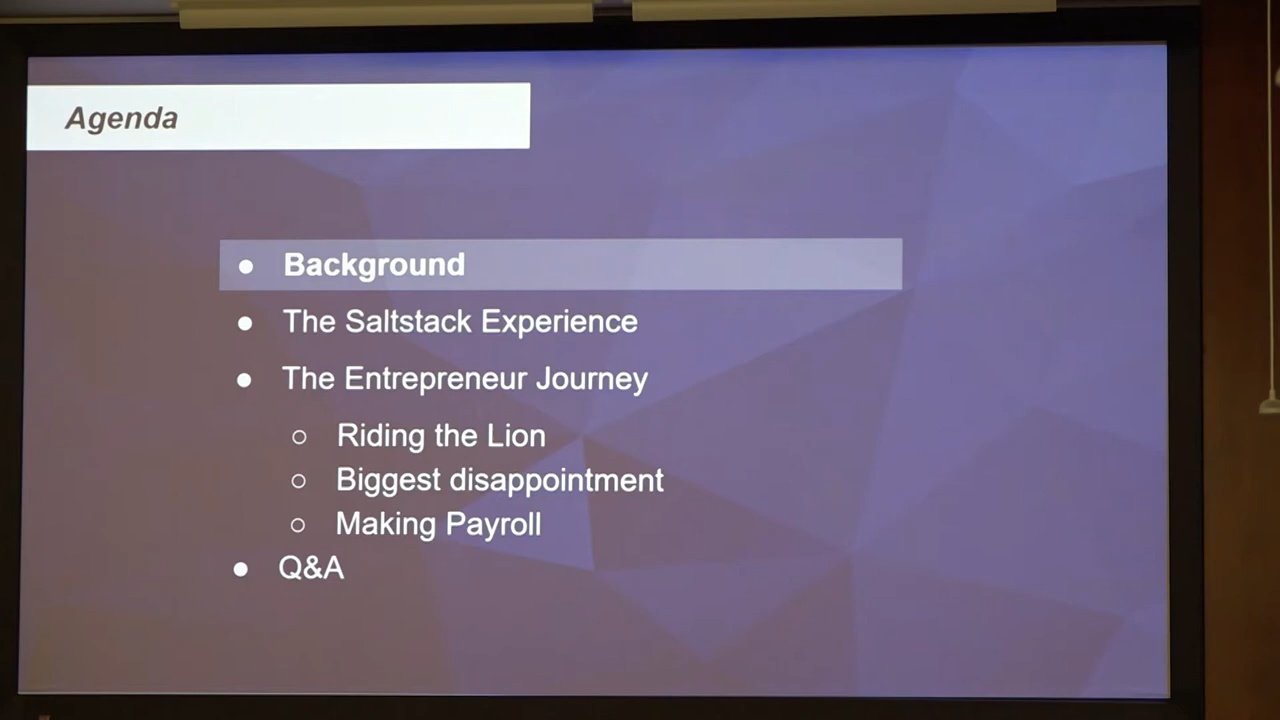 Agenda
● Background
● The Saltstack Experience
● The Entrepreneur Journey
○ Riding the Lion
○ Biggest disappointment
○ Making Payroll
● Q&A